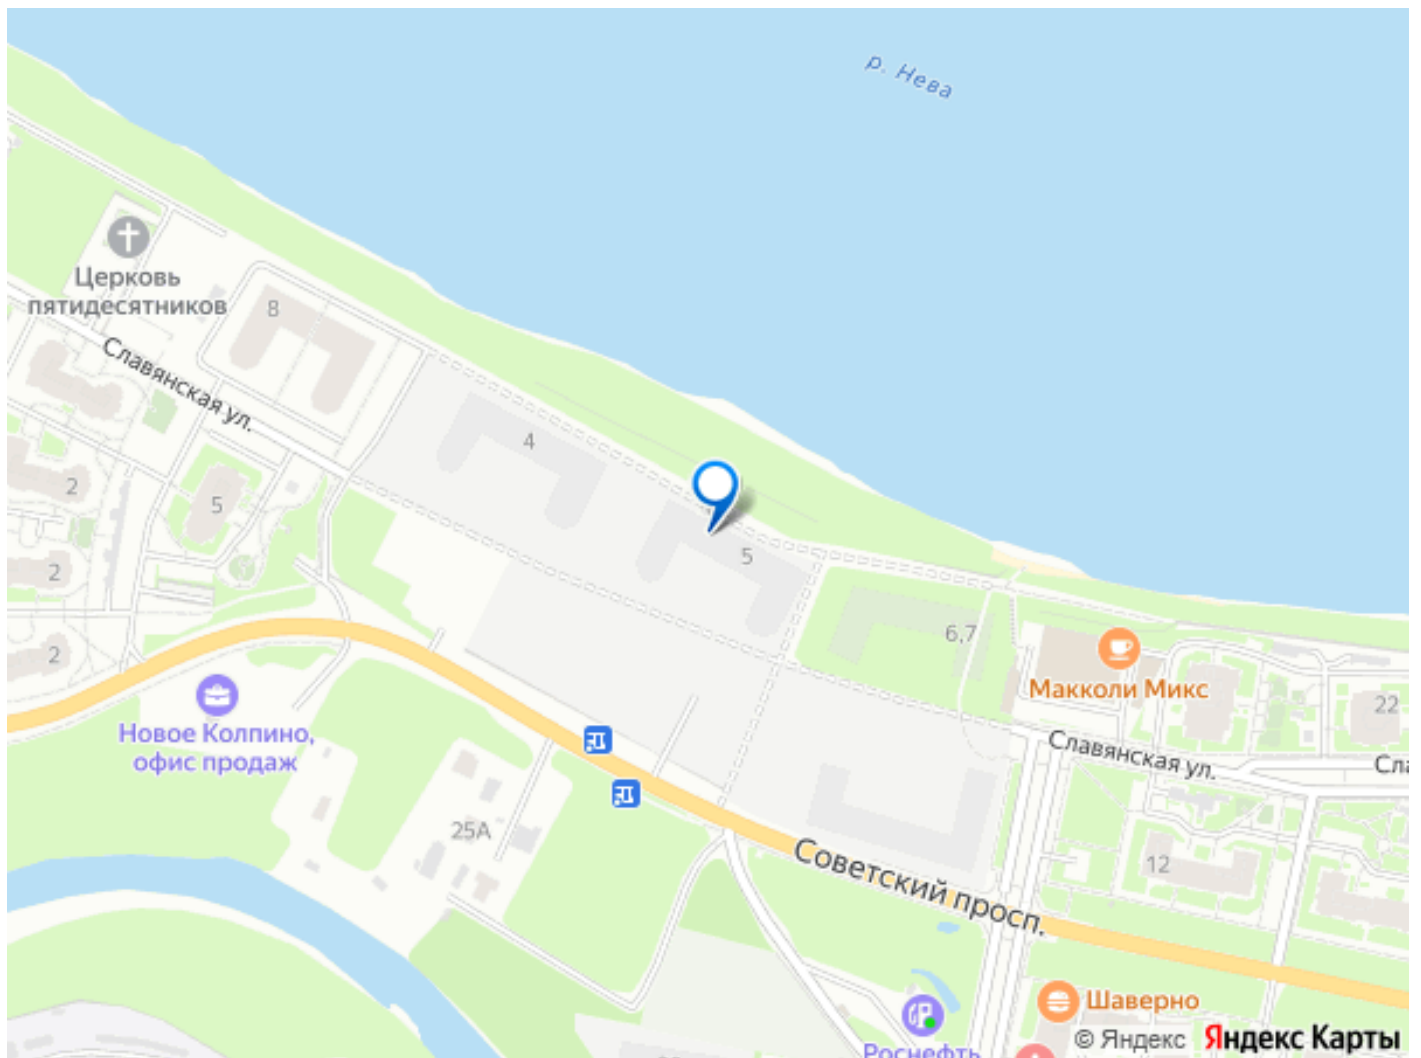 р. Нева
Церковь
пятидесятников
8
Славянская ул.
4
2
5
5
2
6,7
2
Макколи Микс
22
Новое Колпино,
офис продаж
Славянская ул.
Сла
25А
Советский просп.
12
Шаверно
Роснефть
© Яндекс Яндекс Карты